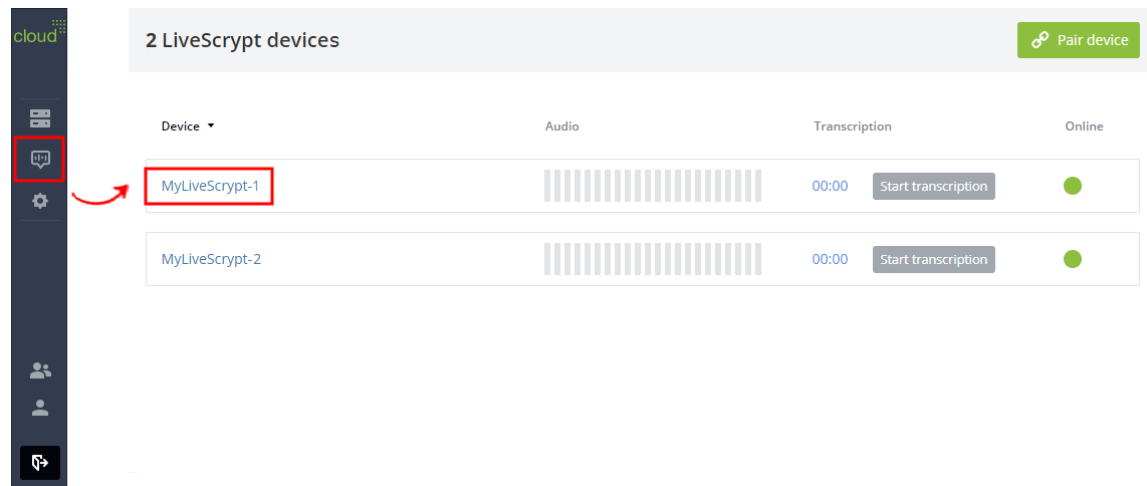 cloud
2 LiveScrypt devices
Pair device
Device Audio Transcription Online
MyLiveScrypt-1 00:00 Start transcription
MyLiveScrypt-2 00:00 Start transcription